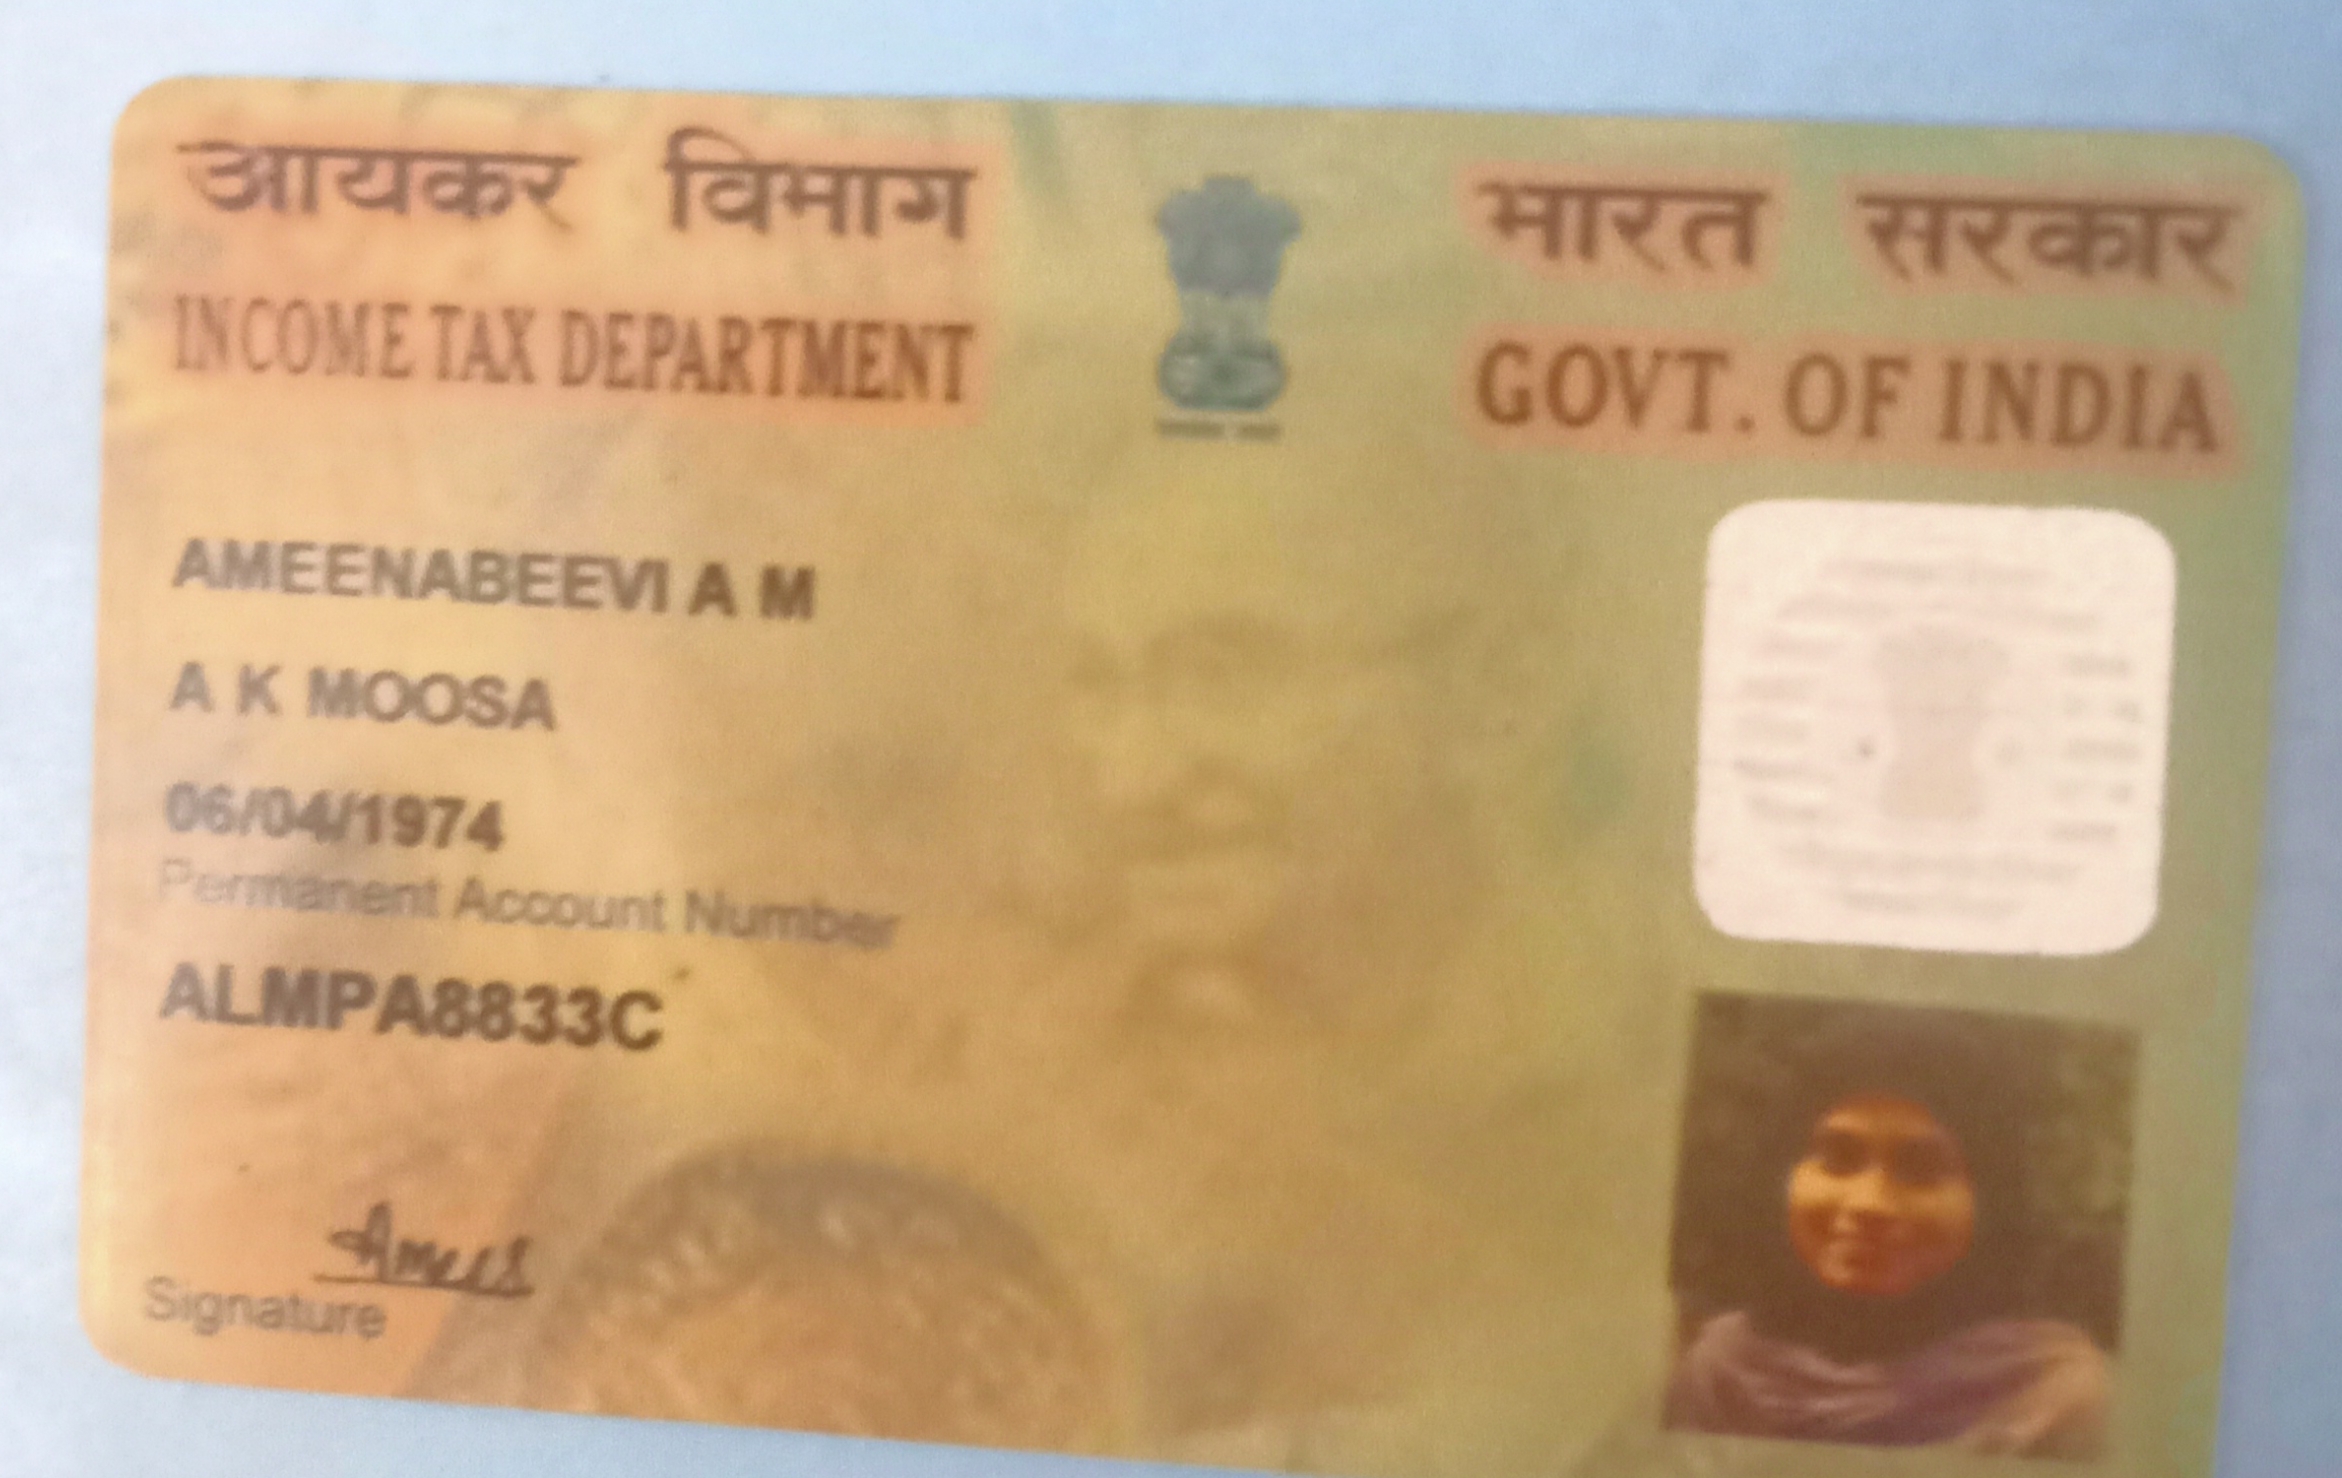 आयकर विभाग
INCOME TAX DEPARTMENT
भारत सरकार
GOVT. OF INDIA
AMEENABEEVI A M
A K MOOSA
06/04/1974
Permanent Account Number
ALMPA8833C
Signature